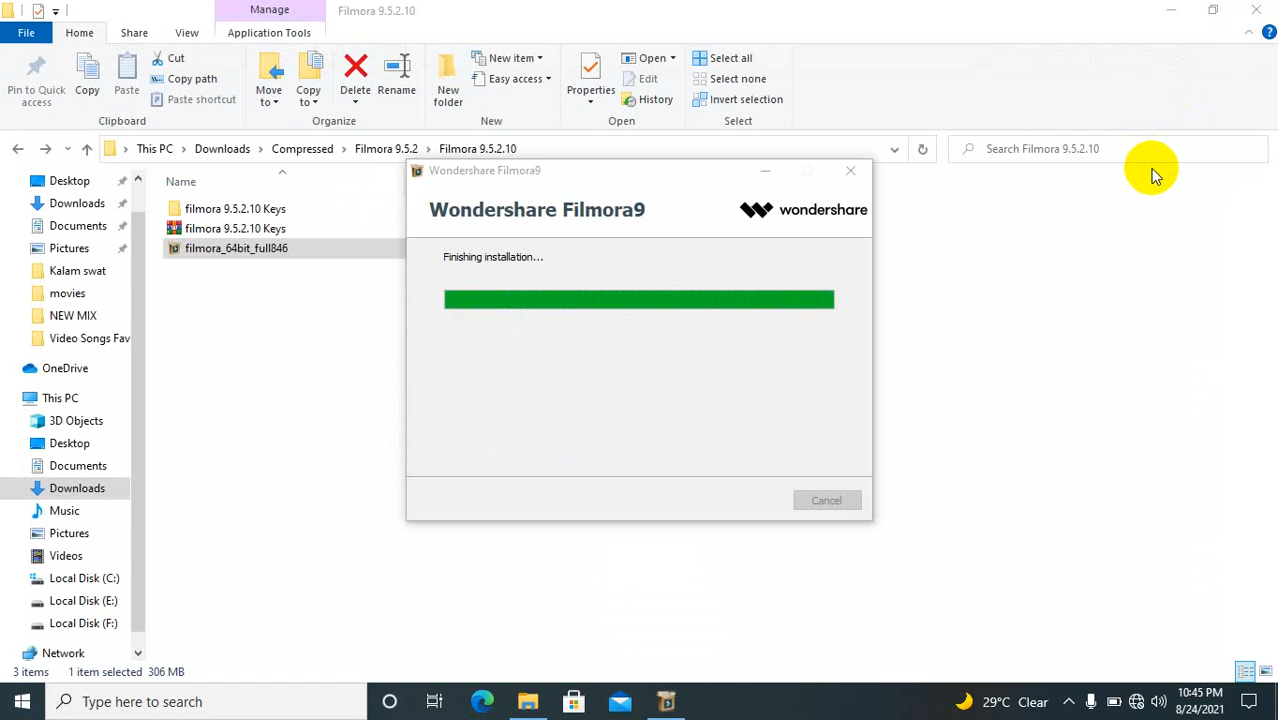 Manage
Filmora 9.5.2.10
File
Home
Share
View
Application Tools
Pin to Quick access
Copy
Paste
Cut
Copy path
Paste shortcut
Clipboard
Move to
Copy to
Delete
Rename
Organize
New folder
New item
Easy access
New
Properties
Open
Edit
History
Open
Select all
Select none
Invert selection
Select
This PC
Downloads
Compressed
Filmora 9.5.2
Filmora 9.5.2.10
Search Filmora 9.5.2.10
Desktop
Downloads
Documents
Pictures
Kalam swat
movies
NEW MIX
Video Songs Fav
OneDrive
This PC
3D Objects
Desktop
Documents
Downloads
Music
Pictures
Videos
Local Disk (C:)
Local Disk (E:)
Local Disk (F:)
Network
Name
filmora 9.5.2.10 Keys
filmora 9.5.2.10 Keys
filmora_64bit_full846
Wondershare Filmora9
Wondershare Filmora9
wondershare
Finishing installation...
Cancel
3 items
1 item selected 306 MB
Type here to search
29°C Clear
10:45 PM
8/24/2021